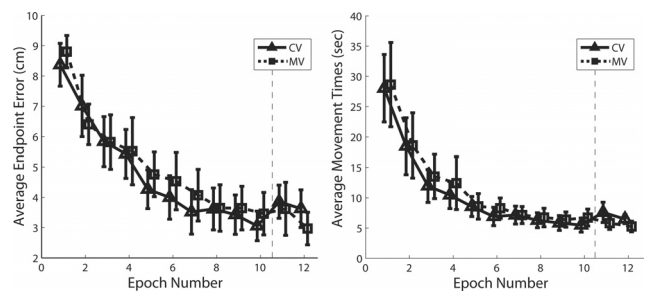 10
9
8
7
6
5
4
3
2
Average Endpoint Error (cm)
CV
MV
0 2 4 6 8 10 12
Epoch Number
40
35
30
25
20
15
10
5
0
Average Movement Times (sec)
CV
MV
0 2 4 6 8 10 12
Epoch Number